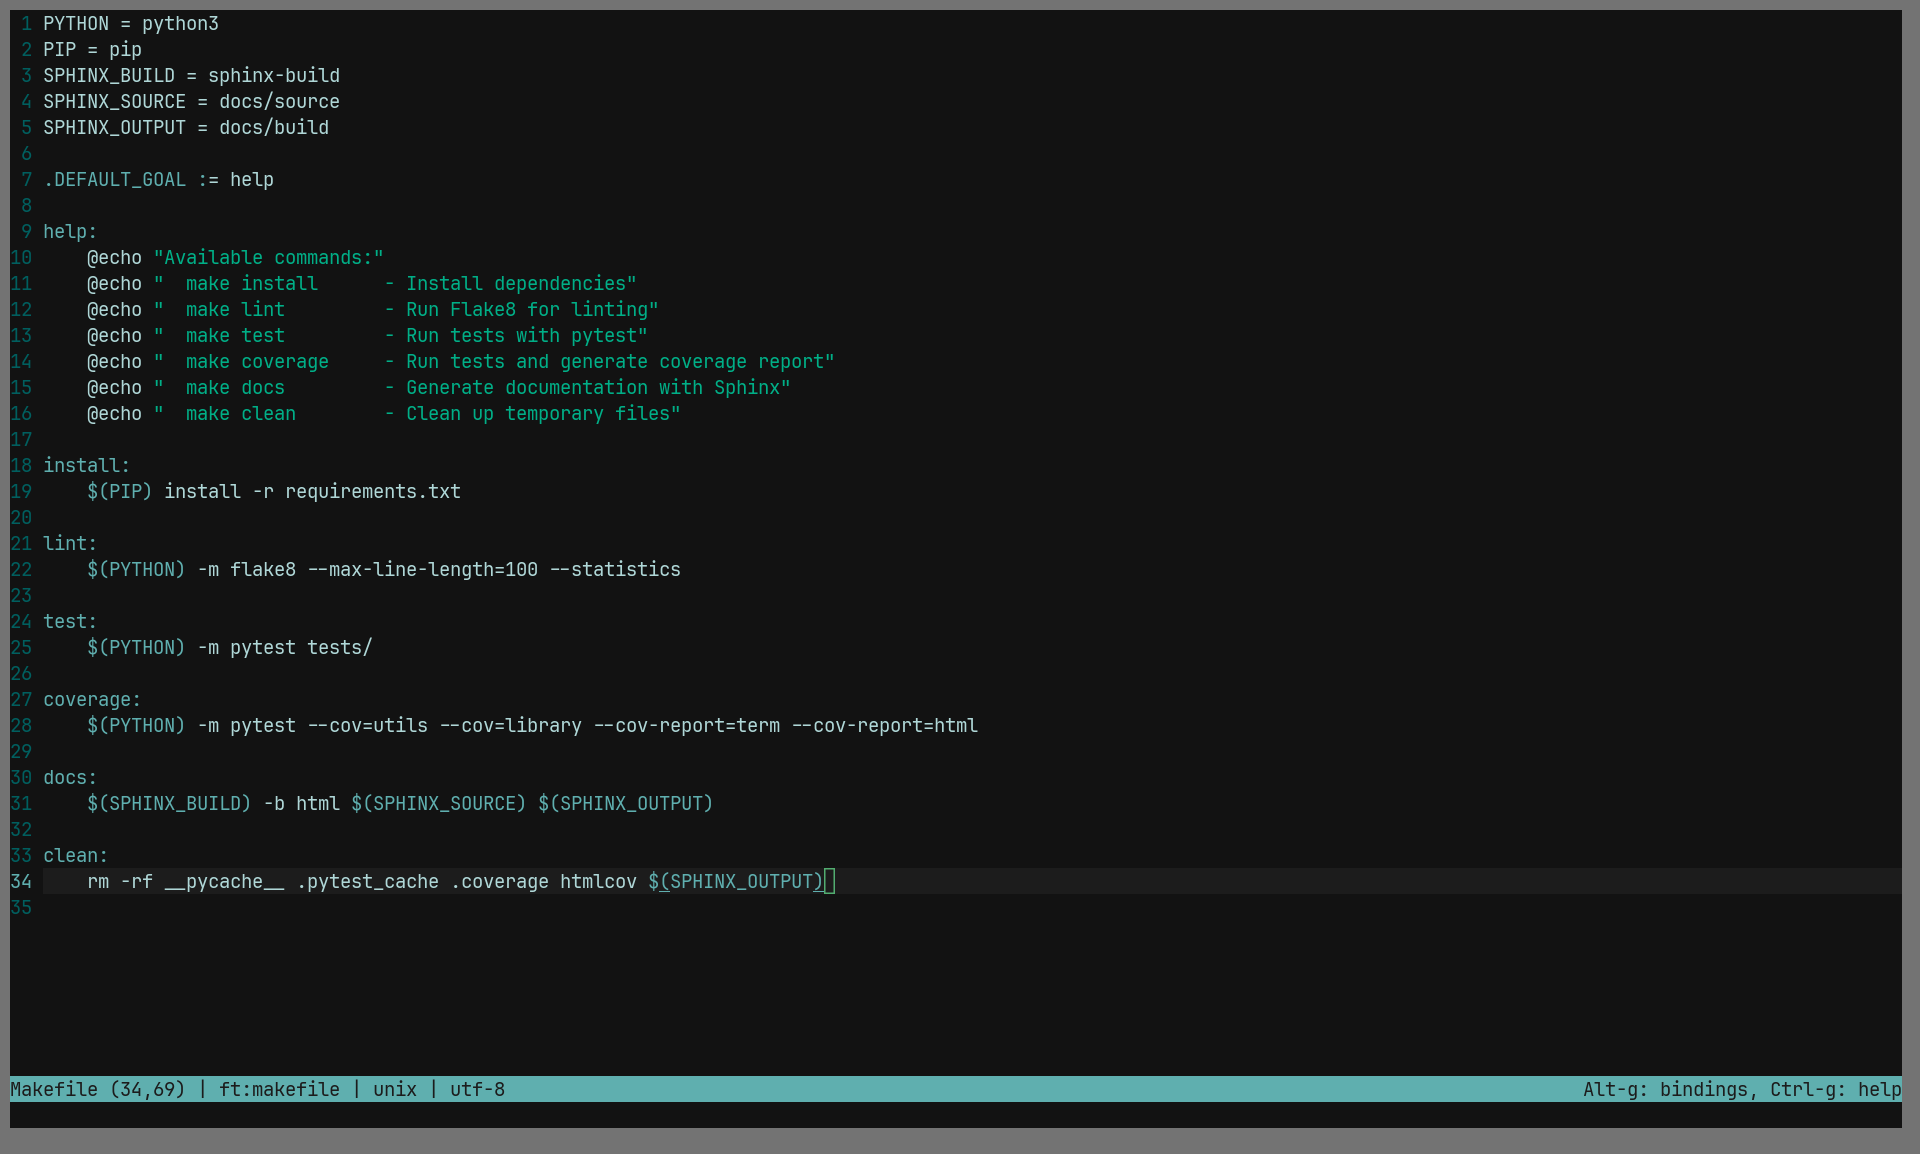 1 PYTHON = python3
2 PIP = pip
3 SPHINX_BUILD = sphinx-build
4 SPHINX_SOURCE = docs/source
5 SPHINX_OUTPUT = docs/build
6
7 .DEFAULT_GOAL := help
8
9 help:
10     @echo "Available commands:"
11     @echo "  make install      - Install dependencies"
12     @echo "  make lint         - Run Flake8 for linting"
13     @echo "  make test         - Run tests with pytest"
14     @echo "  make coverage     - Run tests and generate coverage report"
15     @echo "  make docs         - Generate documentation with Sphinx"
16     @echo "  make clean        - Clean up temporary files"
17
18 install:
19     $(PIP) install -r requirements.txt
20
21 lint:
22     $(PYTHON) -m flake8 --max-line-length=100 --statistics
23
24 test:
25     $(PYTHON) -m pytest tests/
26
27 coverage:
28     $(PYTHON) -m pytest --cov=utils --cov=library --cov-report=term --cov-report=html
29
30 docs:
31     $(SPHINX_BUILD) -b html $(SPHINX_SOURCE) $(SPHINX_OUTPUT)
32
33 clean:
34     rm -rf __pycache__ .pytest_cache .coverage htmlcov $(SPHINX_OUTPUT)
35
Makefile (34,69) | ft:makefile | unix | utf-8 Alt-g: bindings, Ctrl-g: help